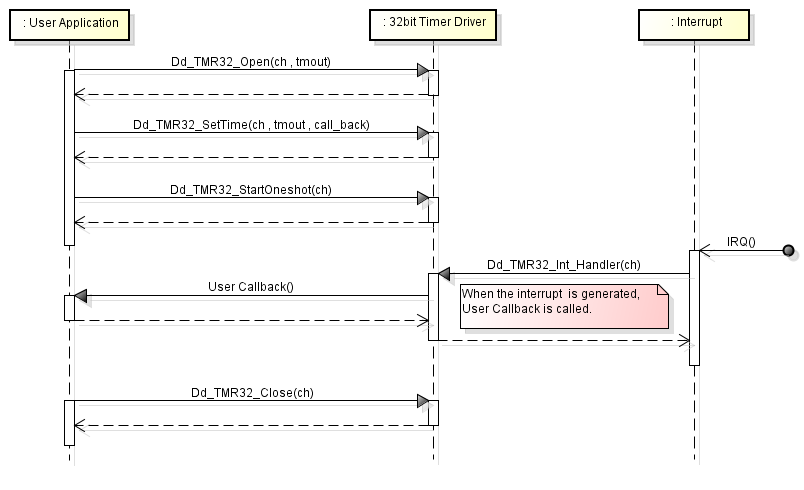 : User Application
: 32bit Timer Driver
: Interrupt
Dd_TMR32_Open(ch , tmout)
Dd_TMR32_SetTime(ch , tmout , call_back)
Dd_TMR32_StartOneshot(ch)
IRQ()
Dd_TMR32_Int_Handler(ch)
User Callback()
When the interrupt is generated,
User Callback is called.
Dd_TMR32_Close(ch)